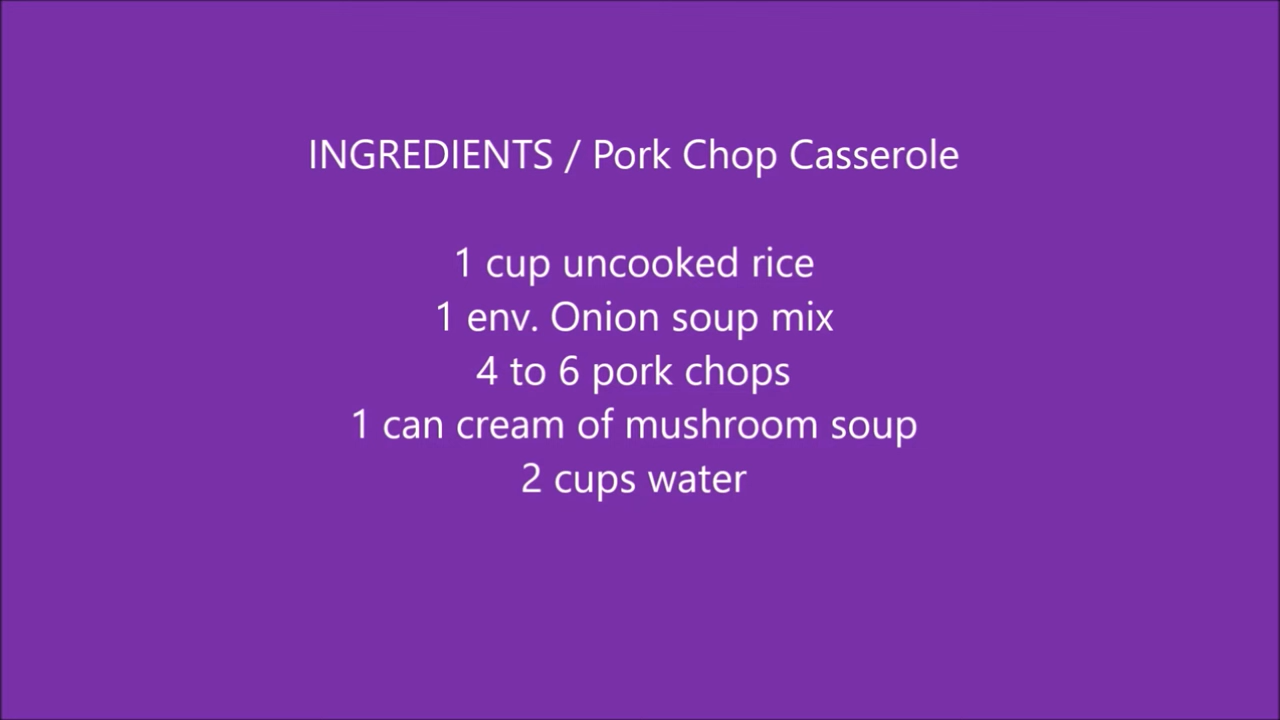 INGREDIENTS / Pork Chop Casserole
1 cup uncooked rice
1 env. Onion soup mix
4 to 6 pork chops
1 can cream of mushroom soup
2 cups water